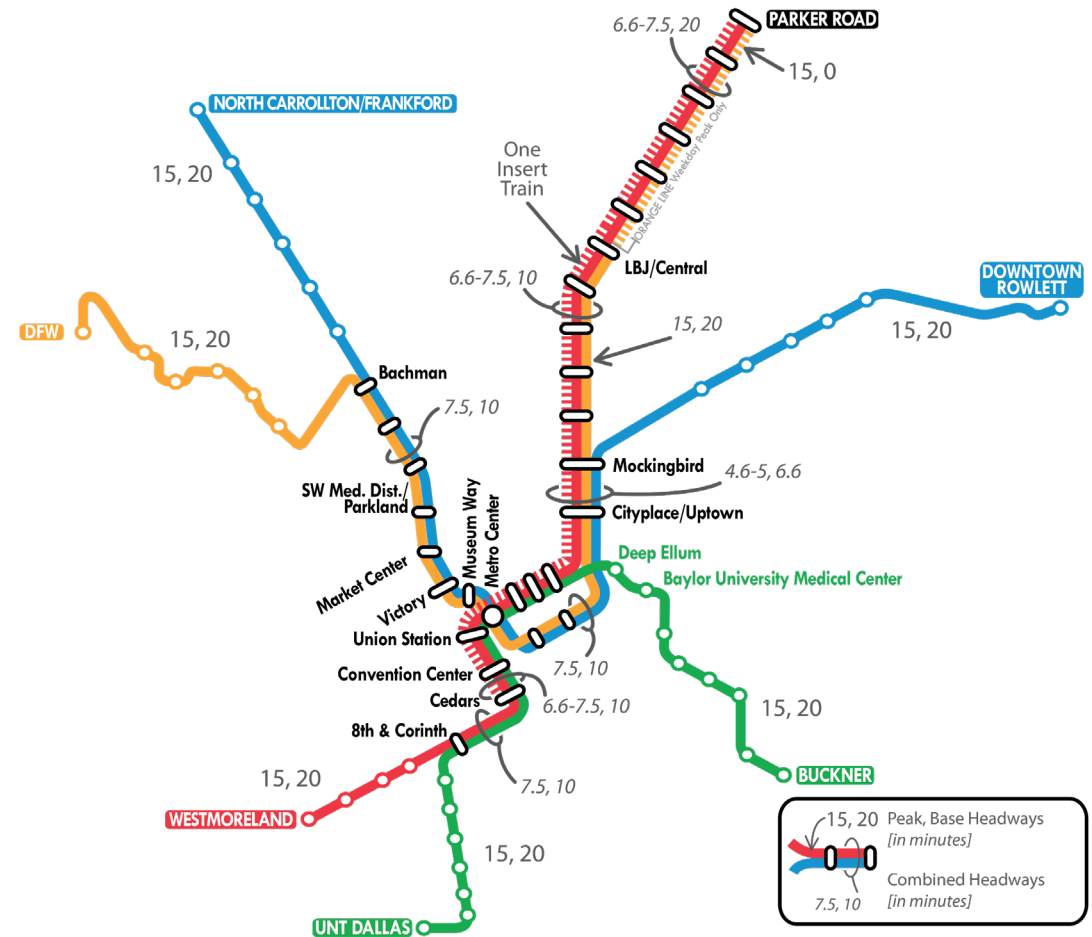 6.6-7.5, 20
PARKER ROAD
15, 0
NORTH CARROLLTON/FRANKFORD
15, 20
ORANGE LINE Weekday Peak Only
One
Insert
Train
LBJ/Central
6.6-7.5, 10
DOWNTOWN
ROWLETT
15, 20
DFW
15, 20
15, 20
Bachman
7.5, 10
Mockingbird
4.6-5, 6.6
SW Med. Dist./
Parkland
Museum Way
Metro Center
Cityplace/Uptown
Deep Ellum
Baylor University Medical Center
Market Center
Victory
Union Station
7.5, 10
Convention Center
Cedars
6.6-7.5, 10
15, 20
8th & Corinth
15, 20
7.5, 10
BUCKNER
WESTMORELAND
15, 20
UNT DALLAS
15, 20
Peak, Base Headways
[in minutes]
Combined Headways
7.5, 10
[in minutes]